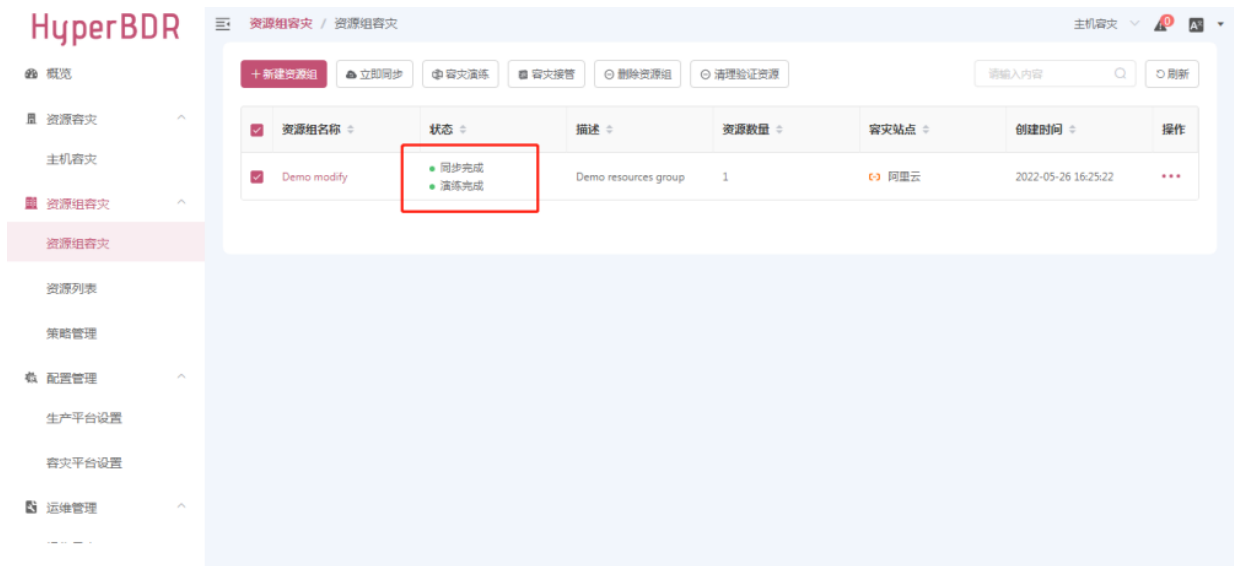 HyperBDR
资源组容灾 / 资源组容灾
主机容灾
0
概览
资源容灾
主机容灾
资源组容灾
资源组容灾
资源列表
策略管理
配置管理
生产平台设置
容灾平台设置
运维管理
+新建资源组 立即同步 容灾演练 容灾接管 删除资源组 清理验证资源 请输入内容 刷新
资源组名称 状态 描述 资源数量 容灾站点 创建时间 操作
Demo modify 同步完成 Demo resources group 1 阿里云 2022-05-26 16:25:22
演练完成